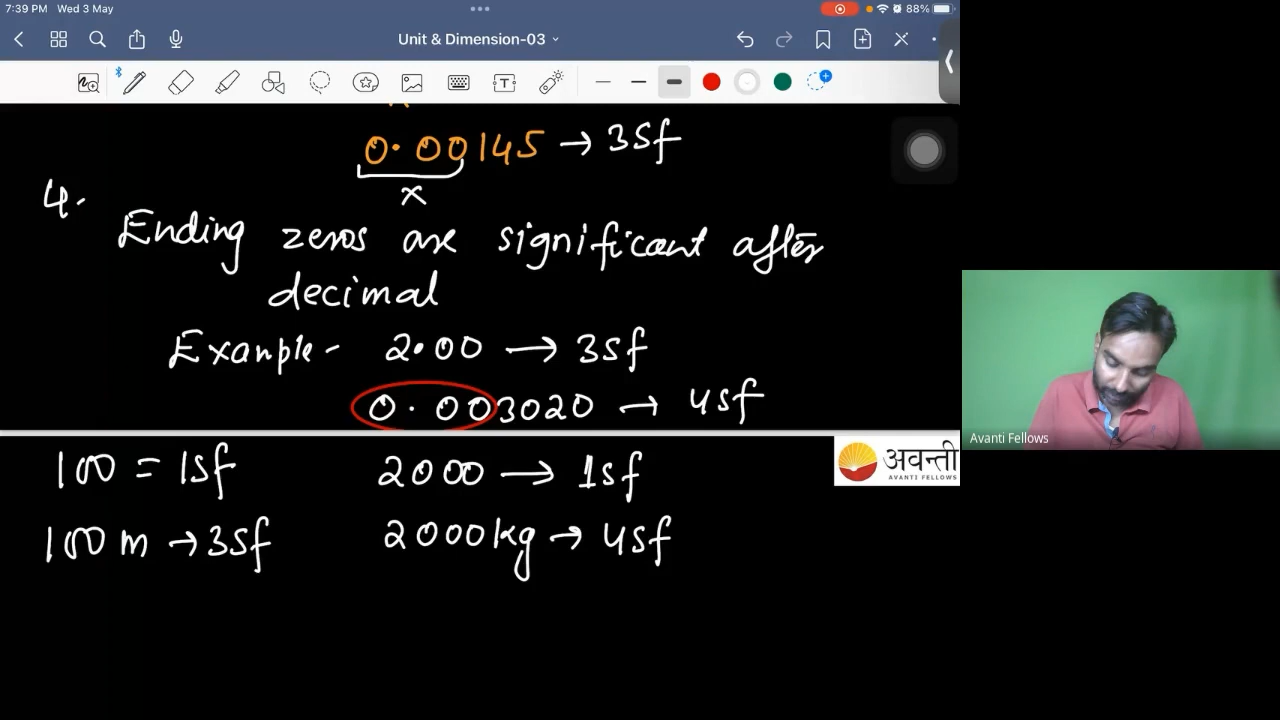 7:39 PM Wed 3 May
88%
Unit & Dimension-03
0.00145 → 3sf
x
4.
Ending zeros are significant after
decimal
Example - 2.00 → 3sf
0.003020 → 4sf
100 = 1sf 2000 → 1sf
100 m → 3sf 2000kg → 4sf
अवन्ती
AVANTI FELLOWS
Avanti Fellows